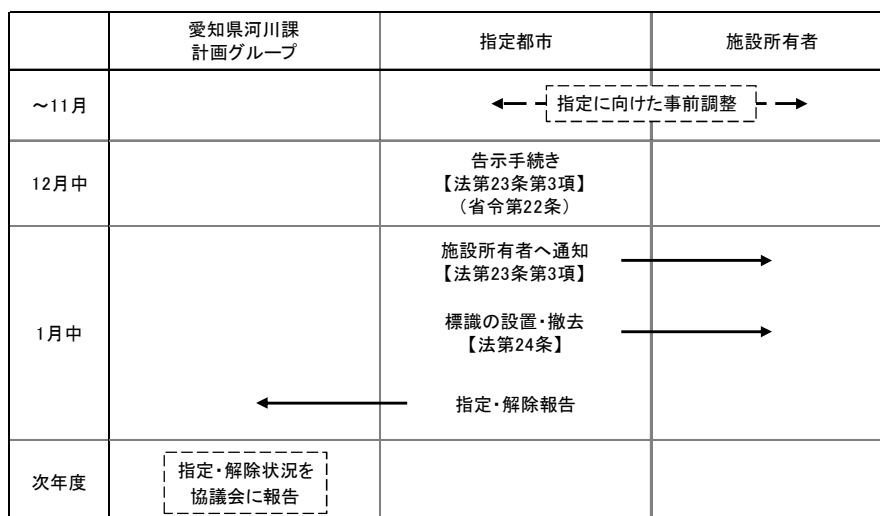 愛知県河川課
計画グループ
指定都市
施設所有者
～11月
指定に向けた事前調整
12月中
告示手続き
【法第23条第3項】
（省令第22条）
1月中
施設所有者へ通知
【法第23条第3項】
標識の設置・撤去
【法第24条】
指定・解除報告
次年度
指定・解除状況を
協議会に報告